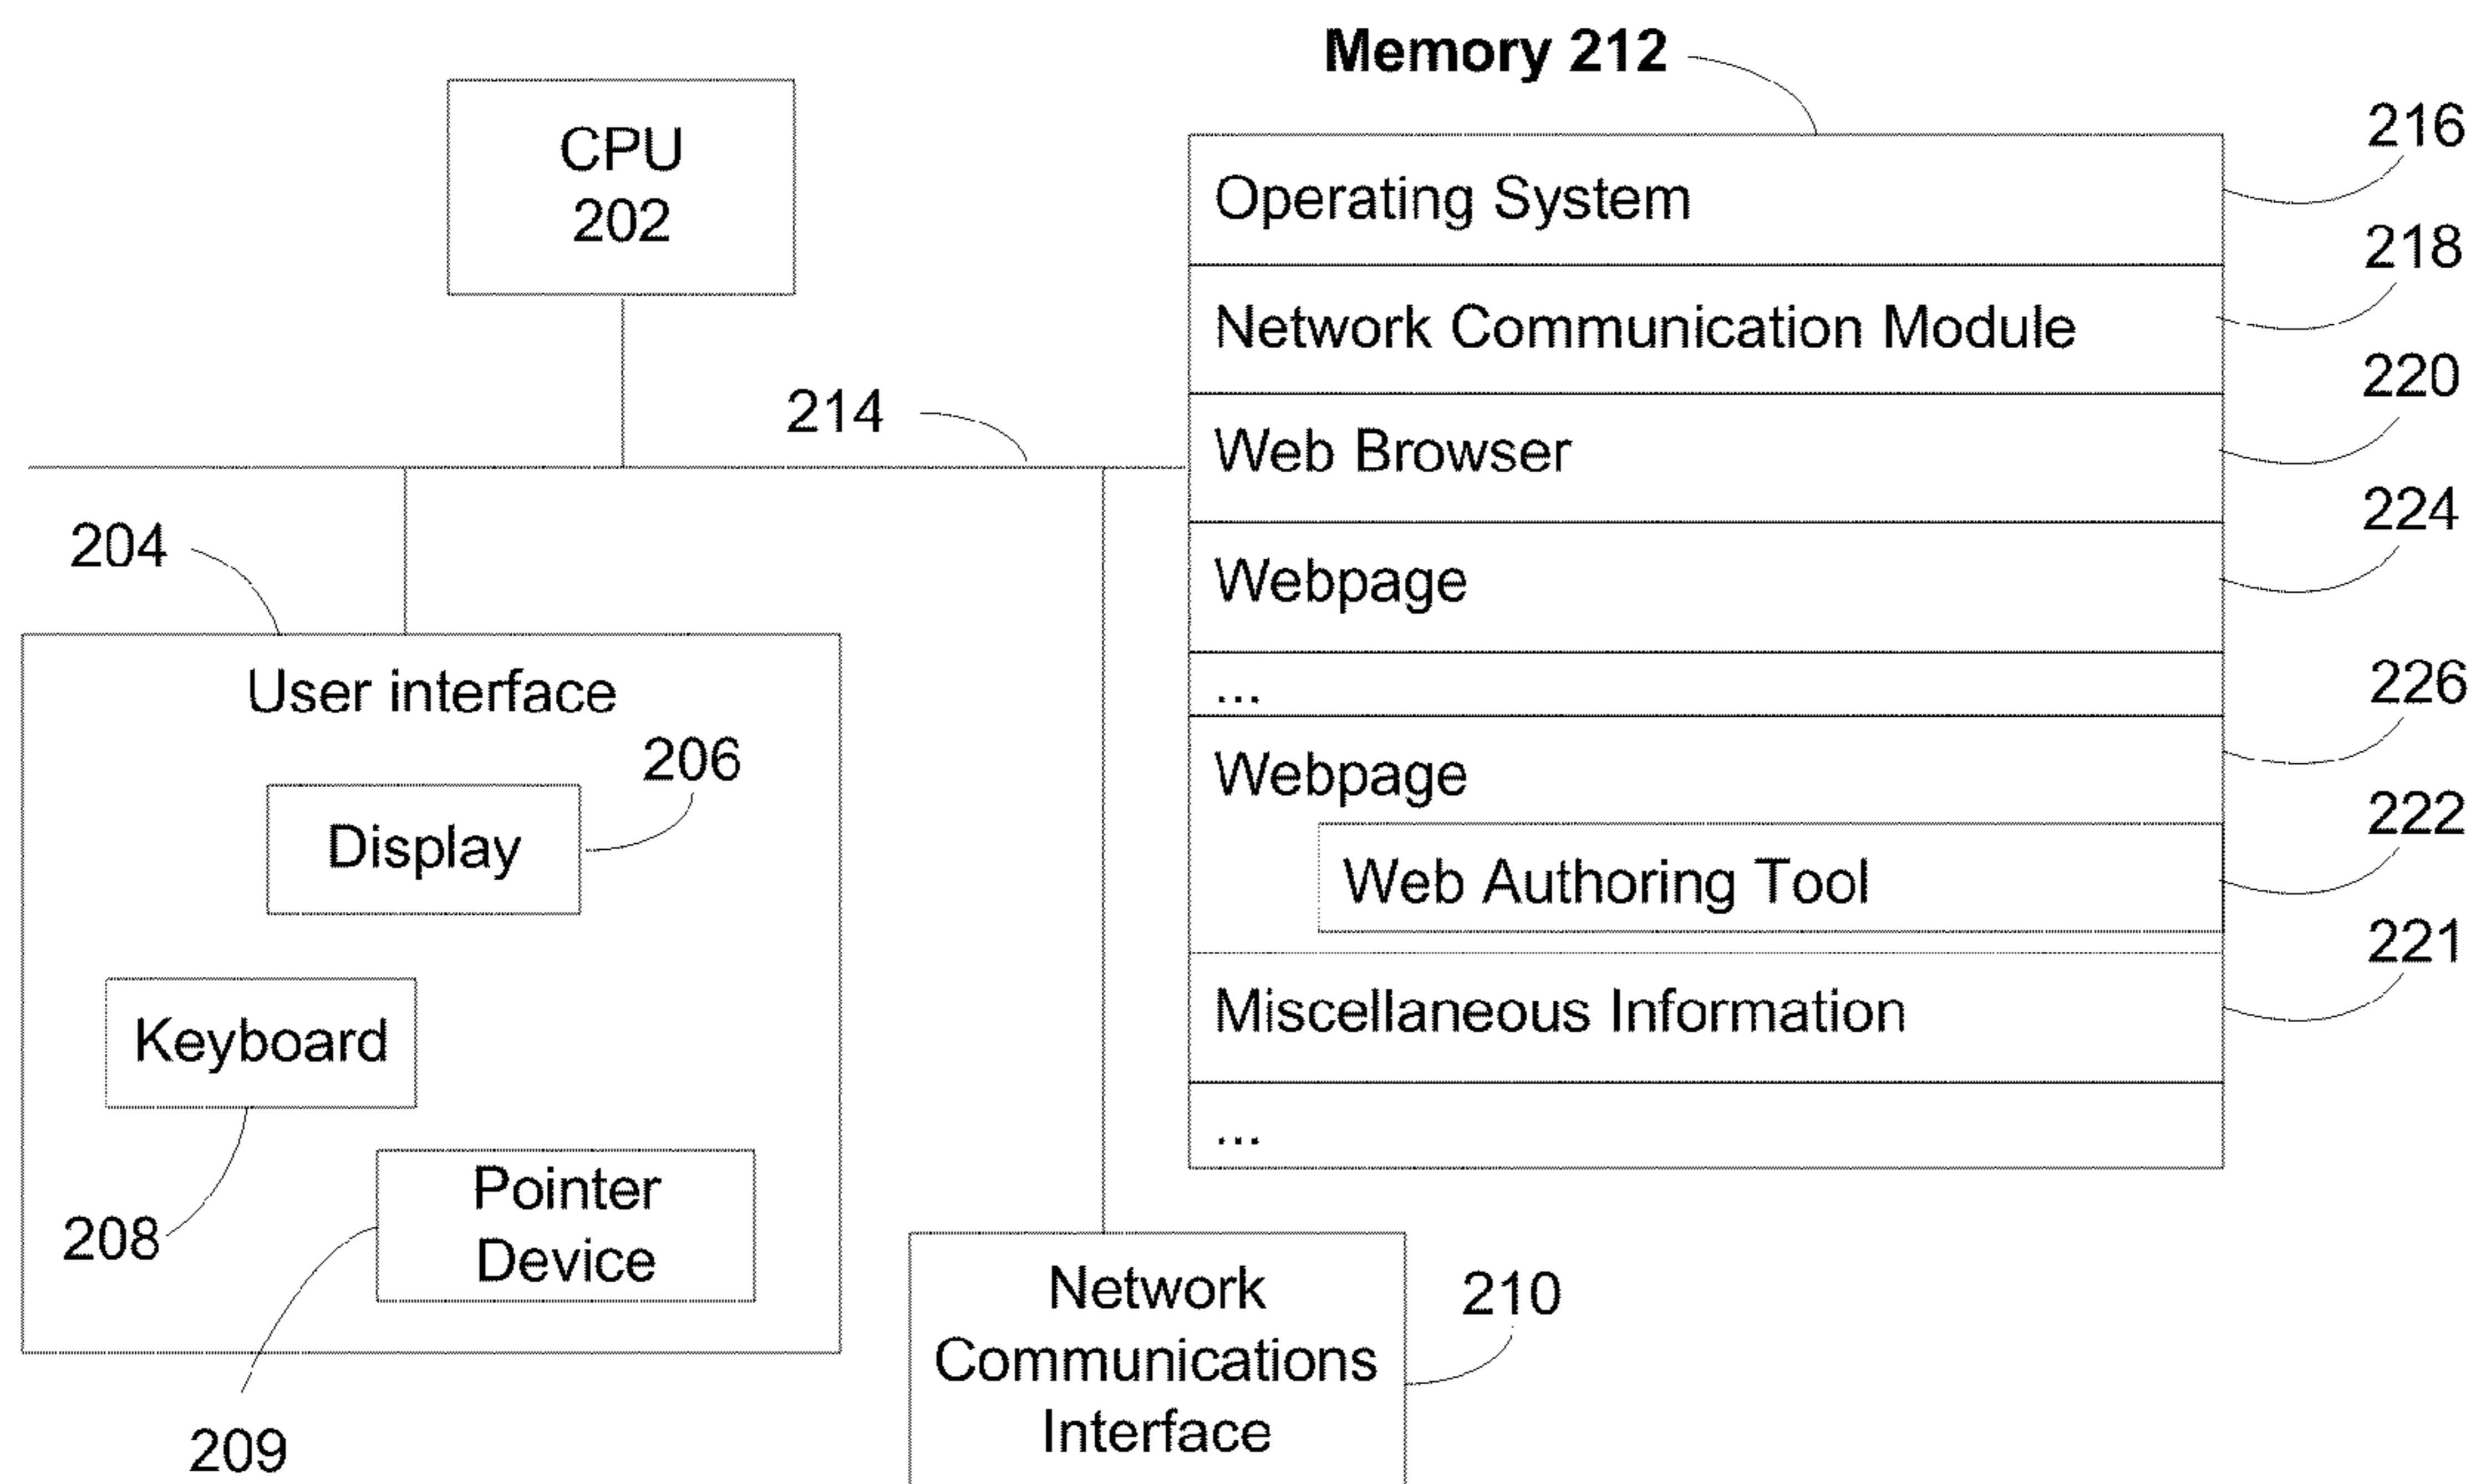 Memory 212
CPU
202
216
Operating System
218
Network Communication Module
220
214
Web Browser
224
204
Webpage
User interface
...
226
206
Webpage
Display
222
Web Authoring Tool
221
Keyboard
Miscellaneous Information
...
Pointer
Device
208
Network
Communications
Interface
210
209